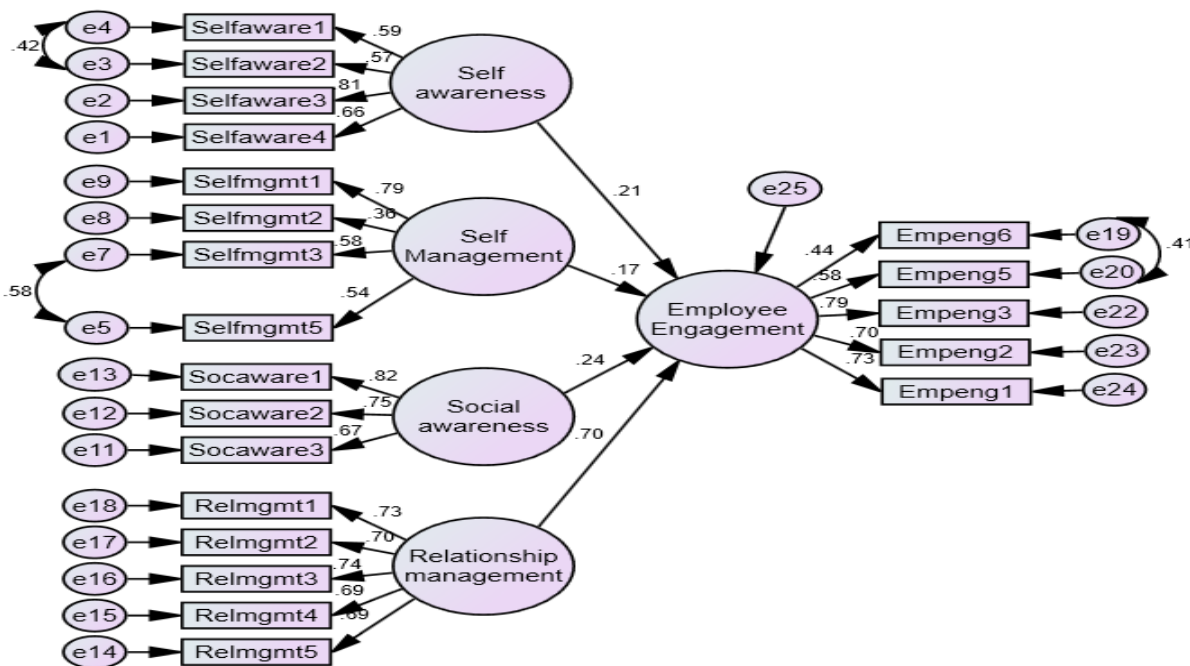 e4
Selfaware1
.59
.42
e3
Selfaware2
.57
e2
Selfaware3
.81
e1
Selfaware4
.66
Self
awareness
e9
Selfmgmt1
.79
e8
Selfmgmt2
.36
e7
Selfmgmt3
.58
.58
e5
Selfmgmt5
.54
Self
Management
e13
Socaware1
.82
e12
Socaware2
.75
e11
Socaware3
.67
Social
awareness
e18
Relmgmt1
.73
e17
Relmgmt2
.70
e16
Relmgmt3
.74
e15
Relmgmt4
.69
e14
Relmgmt5
.69
Relationship
management
.21
.17
.24
.70
e25
Employee
Engagement
.44
Empeng6
e19
.41
.58
Empeng5
e20
.79
Empeng3
e22
.70
Empeng2
e23
.73
Empeng1
e24